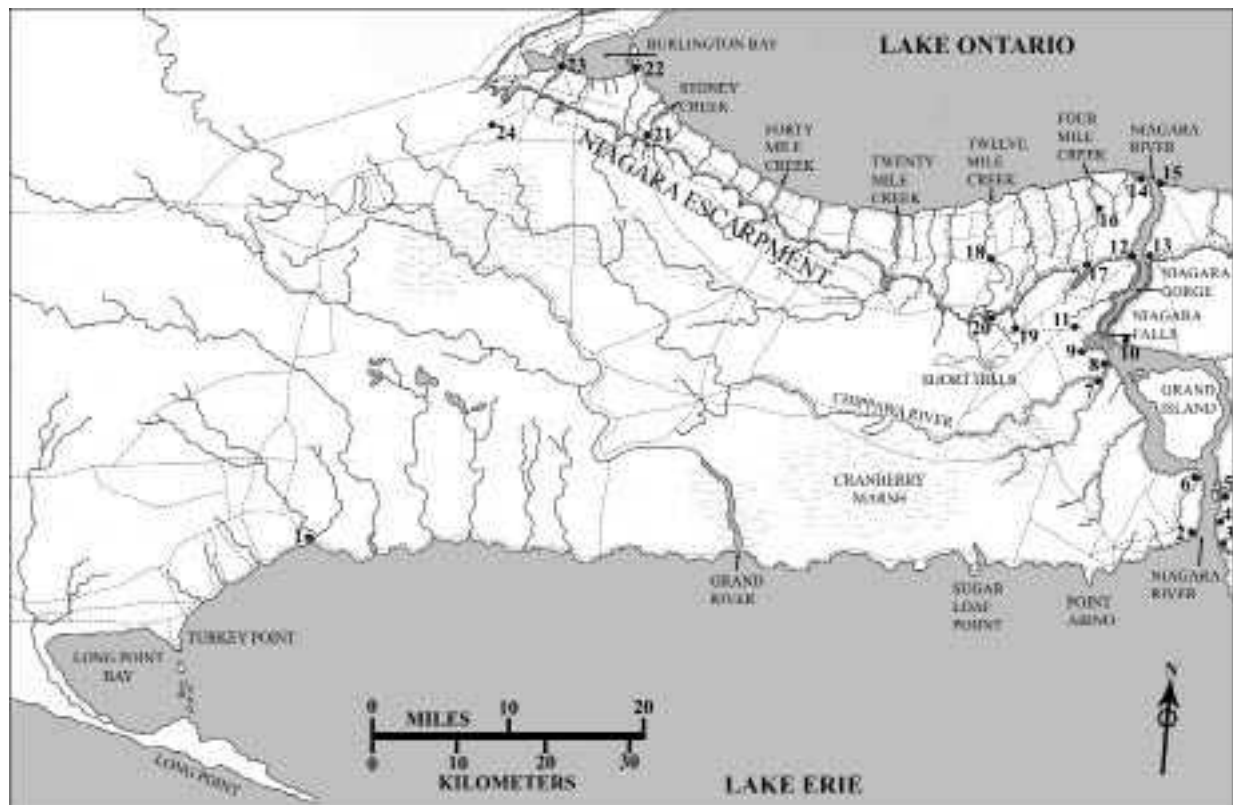 BURLINGTON BAY
LAKE ONTARIO
23
22
STONEY
CREEK
24
21
FORTY
MILE
CREEK
TWENTY
MILE
CREEK
TWELVE
MILE
CREEK
FOUR
MILE
CREEK
NIAGARA
RIVER
14
15
16
NIAGARA ESCARPMENT
18
17
12
13
NIAGARA
GORGE
NIAGARA
FALLS
20
19
11
10
9
8
7
SHORT HILLS
CHIPPAWA RIVER
GRAND
ISLAND
CRANBERRY
MARSH
6
5
4
3
2
1
GRAND
RIVER
SUGAR
LOAF
POINT
POINT
ABINO
NIAGARA
RIVER
TURKEY POINT
LONG POINT
BAY
LONG POINT
N
0 10 20
MILES
0 10 20 30
KILOMETERS
LAKE ERIE